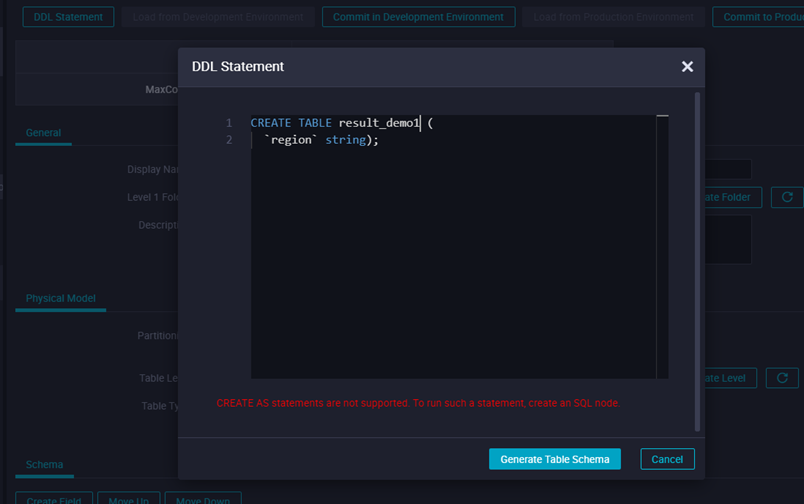 DDL Statement
Load from Development Environment
Commit in Development Environment
Load from Production Environment
Commit to
MaxCo
DDL Statement
1 CREATE TABLE result_demo1 (
2 `region` string);
CREATE AS statements are not supported. To run such a statement, create an SQL node.
Generate Table Schema
Cancel
General
Display Na
Level 1 Fol
ate Folder
Descript
Physical Model
Partition
Table Le
ate Level
Table Ty
Schema
Create Field
Move Up
Move Down